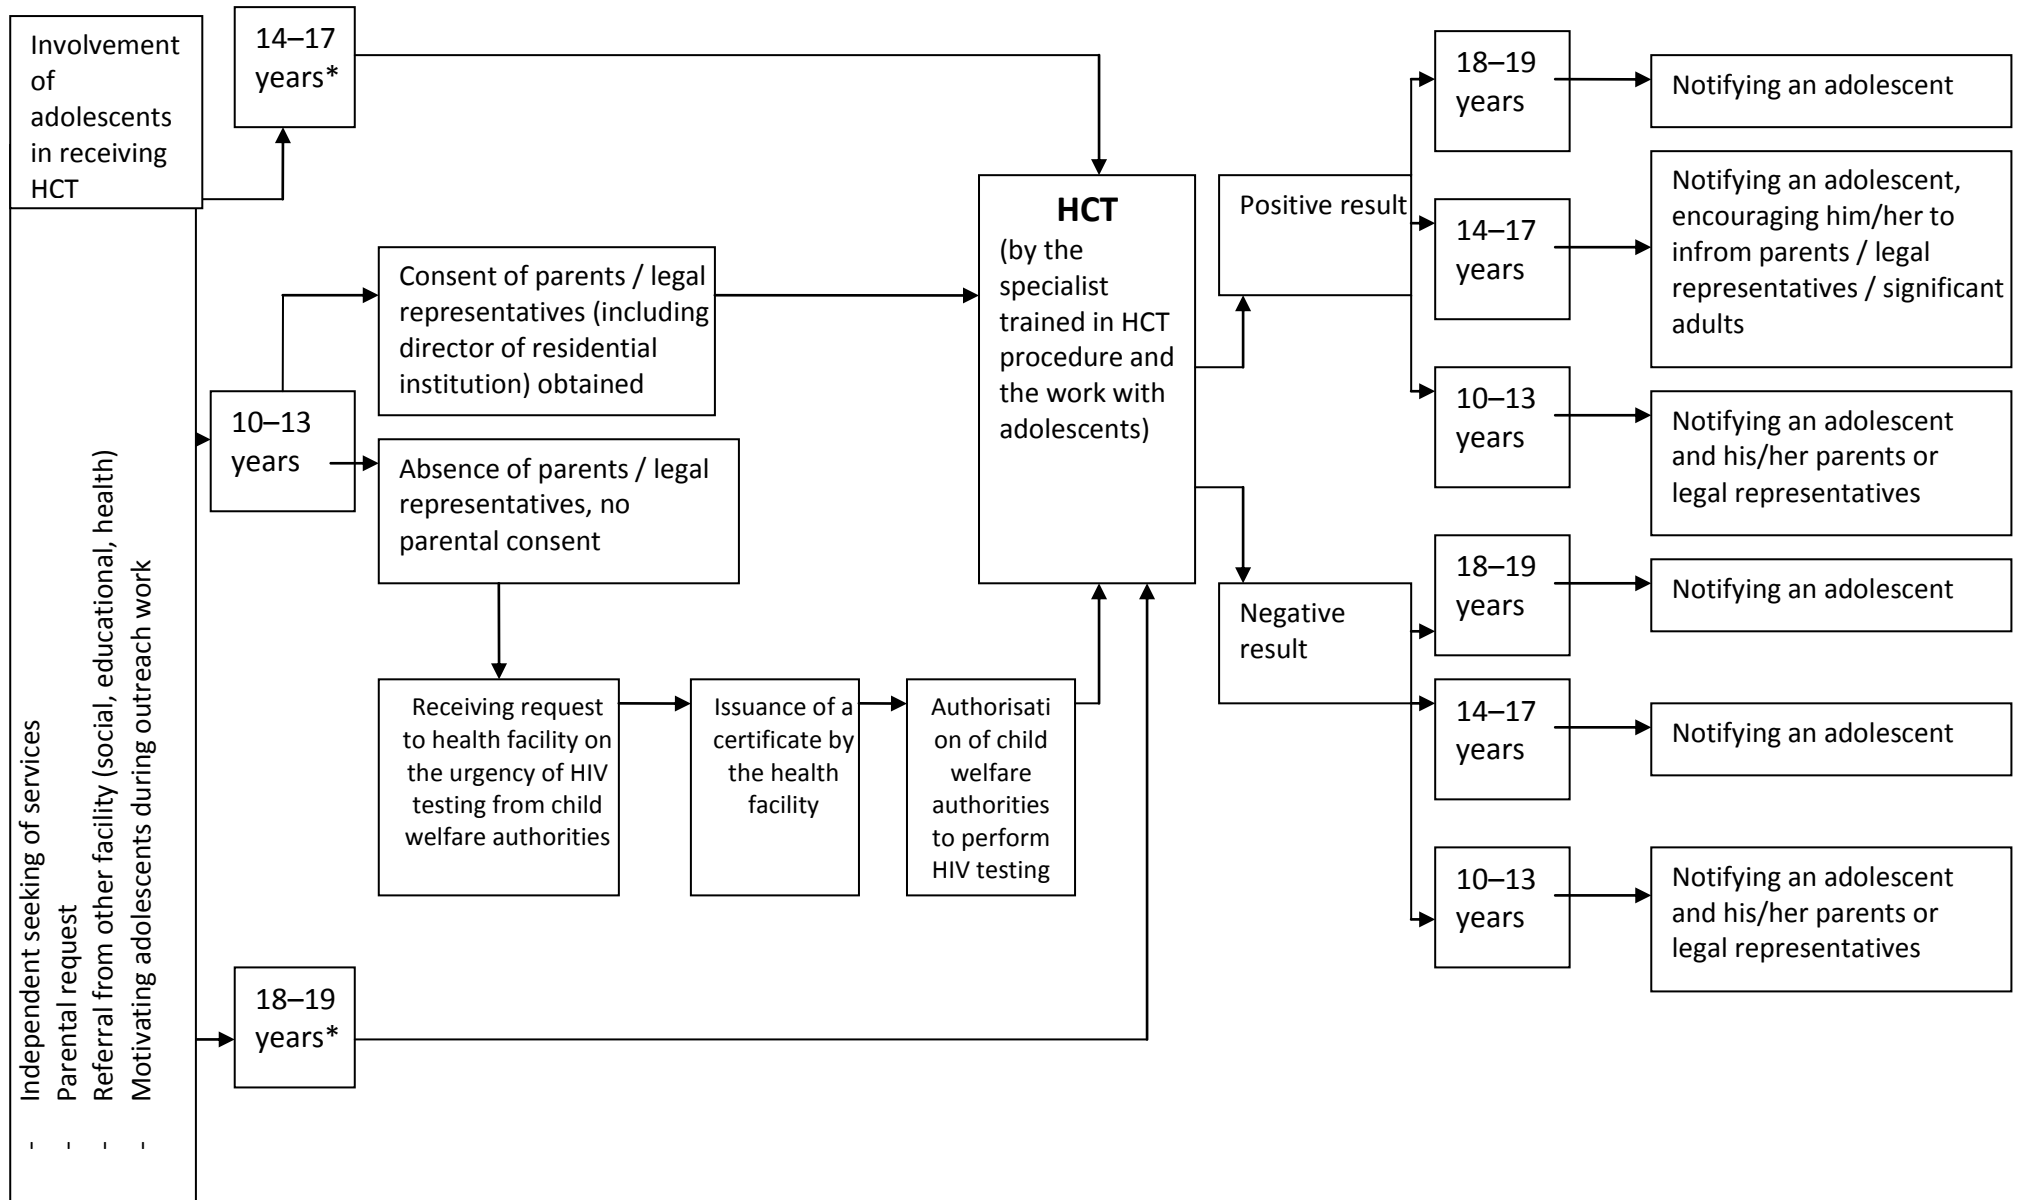 Involvement
of
adolescents
in receiving
HCT
- Independent seeking of services
- Parental request
- Referral from other facility (social, educational, health)
- Motivating adolescents during outreach work
14–17
years*
10–13
years
18–19
years*
Consent of parents / legal
representatives (including
director of residential
institution) obtained
Absence of parents / legal
representatives, no
parental consent
Receiving request
to health facility on
the urgency of HIV
testing from child
welfare authorities
Issuance of a
certificate by
the health
facility
Authorisati
on of child
welfare
authorities
to perform
HIV testing
HCT
(by the
specialist
trained in HCT
procedure and
the work with
adolescents)
Positive result
18–19
years
Notifying an adolescent
14–17
years
Notifying an adolescent,
encouraging him/her to
infrom parents / legal
representatives / significant
adults
10–13
years
Notifying an adolescent
and his/her parents or
legal representatives
Negative
result
18–19
years
Notifying an adolescent
14–17
years
Notifying an adolescent
10–13
years
Notifying an adolescent
and his/her parents or
legal representatives